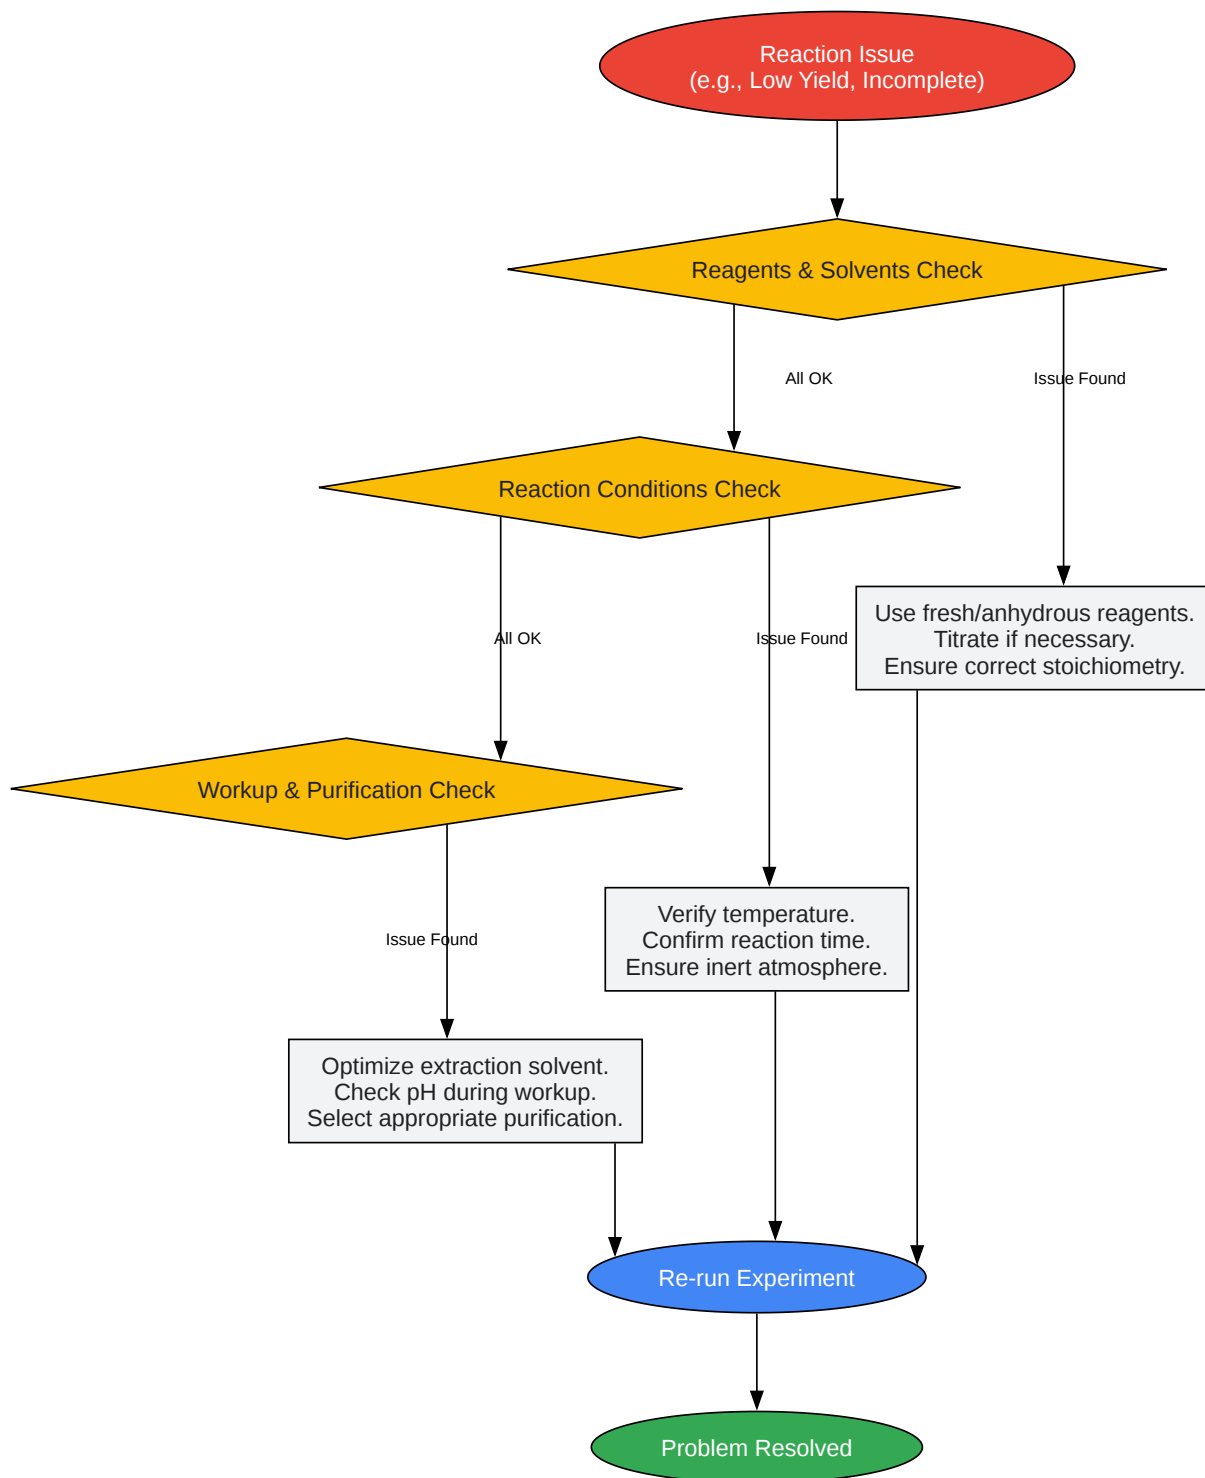 Reaction Issue
(e.g., Low Yield, Incomplete)
Reagents & Solvents Check
All OK
Issue Found
Reaction Conditions Check
All OK
Issue Found
Use fresh/anhydrous reagents.
Titrate if necessary.
Ensure correct stoichiometry.
Workup & Purification Check
Issue Found
Verify temperature.
Confirm reaction time.
Ensure inert atmosphere.
Optimize extraction solvent.
Check pH during workup.
Select appropriate purification.
Re-run Experiment
Problem Resolved